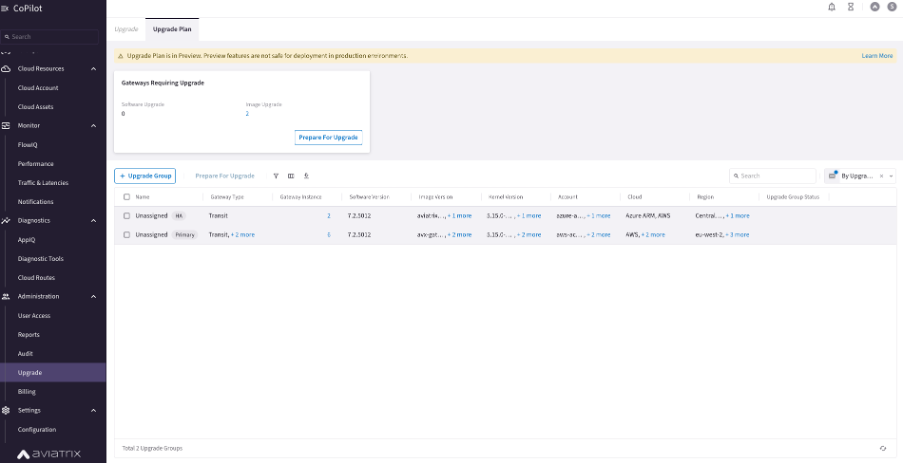 CoPilot
Search
Cloud Resources
Cloud Account
Cloud Assets
Monitor
FlowIQ
Performance
Traffic & Latencies
Notifications
Diagnostics
AppIQ
Diagnostic Tools
Cloud Routes
Administration
User Access
Reports
Audit
Upgrade
Billing
Settings
Configuration
AVIATRIX
Upgrade Upgrade Plan
Upgrade Plan is in Preview. Preview features are not safe for deployment in production environments. Learn More
Gateways Requiring Upgrade
Software Upgrade Image Upgrade
0 2
Prepare For Upgrade
+ Upgrade Group Prepare For Upgrade Search By Upgra...
Name Gateway Type Gateway Instance Software Version Image Version Kernel Version Account Cloud Region Upgrade Group Status
Unassigned HA Transit 2 7.2.5012 aviatrix... , + 1 more 5.15.0-... , + 1 more azure-a... , + 1 more Azure ARM, AWS Central... , + 1 more
Unassigned Primary Transit, + 2 more 6 7.2.5012 avx-gat... , + 2 more 5.15.0-... , + 2 more aws-ac... , + 2 more AWS, + 2 more eu-west-2, + 3 more
Total 2 Upgrade Groups